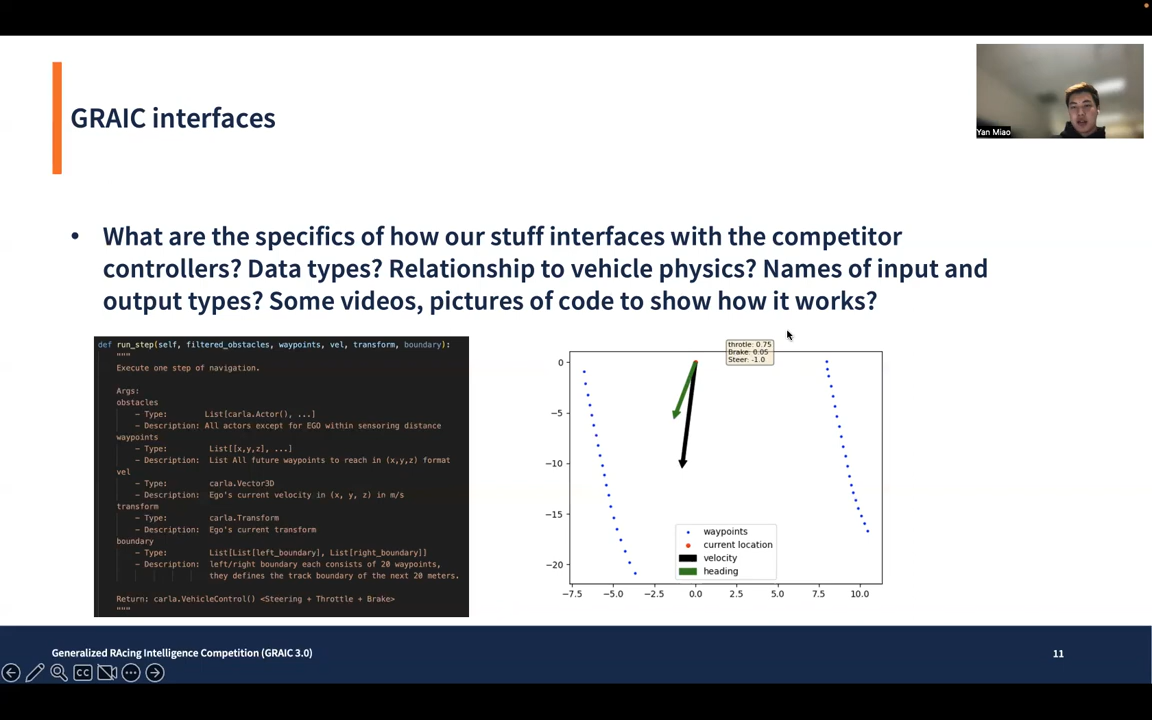 Yan Miao
GRAIC interfaces
• What are the specifics of how our stuff interfaces with the competitor
controllers? Data types? Relationship to vehicle physics? Names of input and
output types? Some videos, pictures of code to show how it works?
def run_step(self, filtered_obstacles, waypoints, vel, transform, boundary):
"""
Execute one step of navigation.
Args:
obstacles
- Type: List[carla.Actor(), ...]
- Description: All actors except for EGO within sensoring distance
waypoints
- Type: List[[x,y,z], ...]
- Description: List All future waypoints to reach in (x,y,z) format
vel
- Type: carla.Vector3D
- Description: Ego's current velocity in (x, y, z) in m/s
transform
- Type: carla.Transform
- Description: Ego's current transform
boundary
- Type: List[List[left_boundary], List[right_boundary]]
- Description: left/right boundary each consists of 20 waypoints,
they defines the track boundary of the next 20 meters.
Return: carla.VehicleControl() <Steering + Throttle + Brake>
"""
throtle: 0.75
Brake: 0.05
Steer: -1.0
0
−5
−10
−15
−20
−7.5 −5.0 −2.5 0.0 2.5 5.0 7.5 10.0
waypoints
current location
velocity
heading
Generalized RAcing Intelligence Competition (GRAIC 3.0)
11
CC